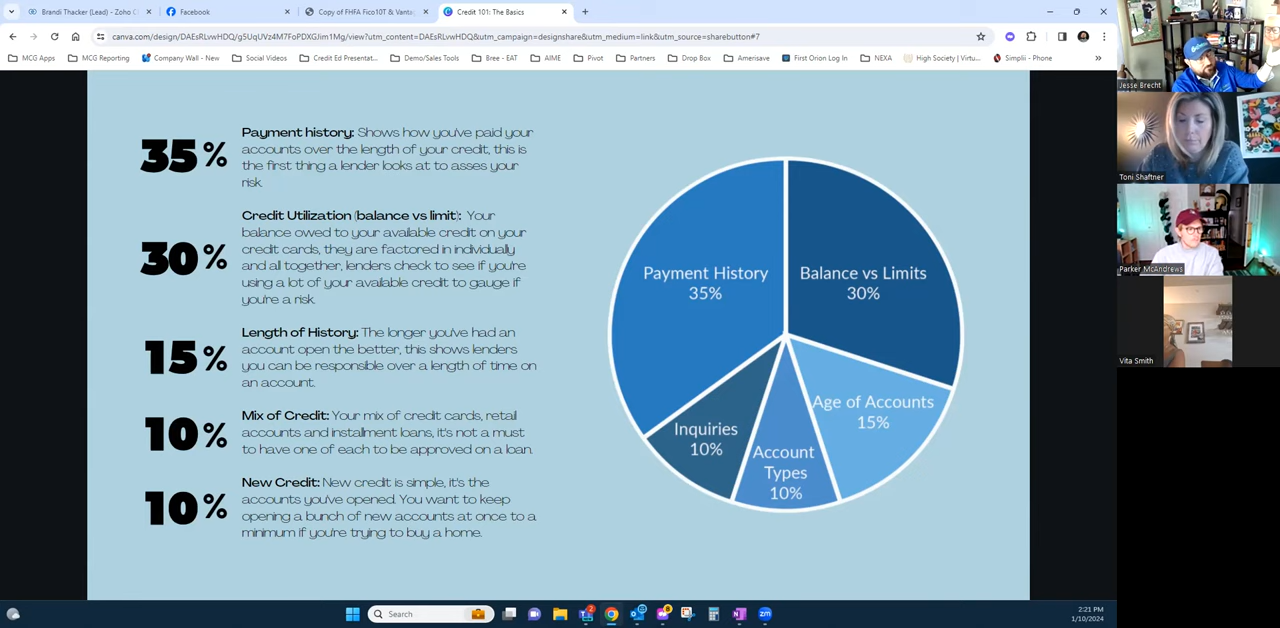 Brandi Thacker (Lead) - Zoho C
Facebook
Copy of FHFA Fico10T & Vanta
Credit 101: The Basics
canva.com/design/DAEsRLvwHDQ/g5UqUVz4M7FoPDXGJim1Mg/view?utm_content=DAEsRLvwHDQ&utm_campaign=designshare&utm_medium=link&utm_source=sharebutton#7
MCG Apps
MCG Reporting
Company Wall - New
Social Videos
Credit Ed Presentat...
Demo/Sales Tools
Bree - EAT
AIME
Pivot
Partners
Drop Box
Amerisave
First Orion Log In
NEXA
High Society | Virtu...
Simplii - Phone
35%
Payment history: Shows how you've paid your
accounts over the length of your credit, this is
the first thing a lender looks at to asses your
risk.
30%
Credit Utilization (balance vs limit): Your
balance owed to your available credit on your
credit cards, they are factored in individually
and all together, lenders check to see if you're
using a lot of your available credit to gauge if
you're a risk.
15%
Length of History: The longer you've had an
account open the better, this shows lenders
you can be responsible over a length of time on
an account.
10%
Mix of Credit: Your mix of credit cards, retail
accounts and installment loans, it's not a must
to have one of each to be approved on a loan.
10%
New Credit: New credit is simple, it's the
accounts you've opened. You want to keep
opening a bunch of new accounts at once to a
minimum if you're trying to buy a home.
Payment History
35%
Balance vs Limits
30%
Age of Accounts
15%
Inquiries
10%
Account
Types
10%
Jesse Brecht
Toni Shaftner
Parker McAndrews
Vita Smith
Search
2:21 PM
1/10/2024